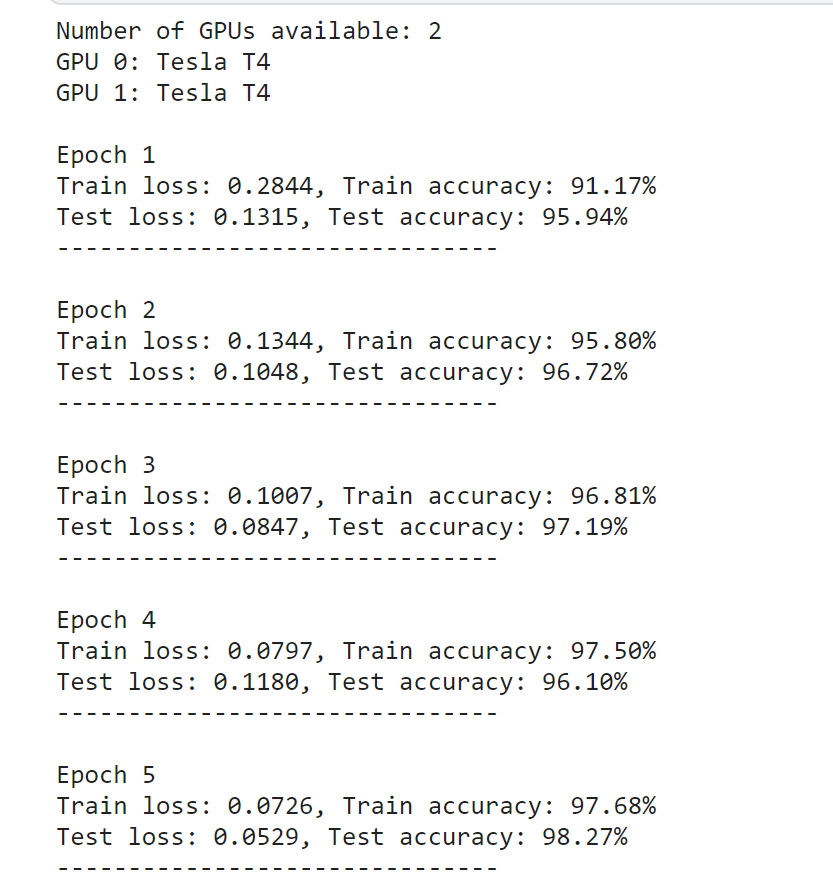 Number of GPUs available: 2
GPU 0: Tesla T4
GPU 1: Tesla T4
Epoch 1
Train loss: 0.2844, Train accuracy: 91.17%
Test loss: 0.1315, Test accuracy: 95.94%
-------------------------------
Epoch 2
Train loss: 0.1344, Train accuracy: 95.80%
Test loss: 0.1048, Test accuracy: 96.72%
-------------------------------
Epoch 3
Train loss: 0.1007, Train accuracy: 96.81%
Test loss: 0.0847, Test accuracy: 97.19%
-------------------------------
Epoch 4
Train loss: 0.0797, Train accuracy: 97.50%
Test loss: 0.1180, Test accuracy: 96.10%
-------------------------------
Epoch 5
Train loss: 0.0726, Train accuracy: 97.68%
Test loss: 0.0529, Test accuracy: 98.27%
-------------------------------